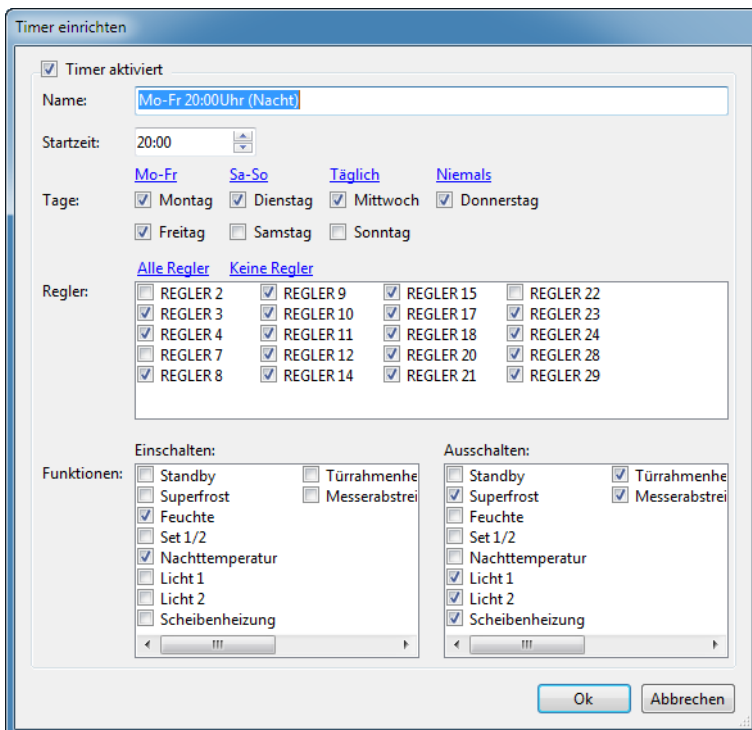 Timer einrichten
Timer aktiviert
Name: Mo-Fr 20:00Uhr (Nacht)
Startzeit: 20:00
Mo-Fr Sa-So Täglich Niemals
Tage: Montag Dienstag Mittwoch Donnerstag
Freitag Samstag Sonntag
Alle Regler Keine Regler
Regler: REGLER 2 REGLER 9 REGLER 15 REGLER 22
REGLER 3 REGLER 10 REGLER 17 REGLER 23
REGLER 4 REGLER 11 REGLER 18 REGLER 24
REGLER 7 REGLER 12 REGLER 20 REGLER 28
REGLER 8 REGLER 14 REGLER 21 REGLER 29
Einschalten: Ausschalten:
Funktionen: Standby Türrahmenhe Standby Türrahmenhe
Superfrost Messerabstrei Superfrost Messerabstrei
Feuchte Feuchte
Set 1/2 Set 1/2
Nachttemperatur Nachttemperatur
Licht 1 Licht 1
Licht 2 Licht 2
Scheibenheizung Scheibenheizung
Ok Abbrechen